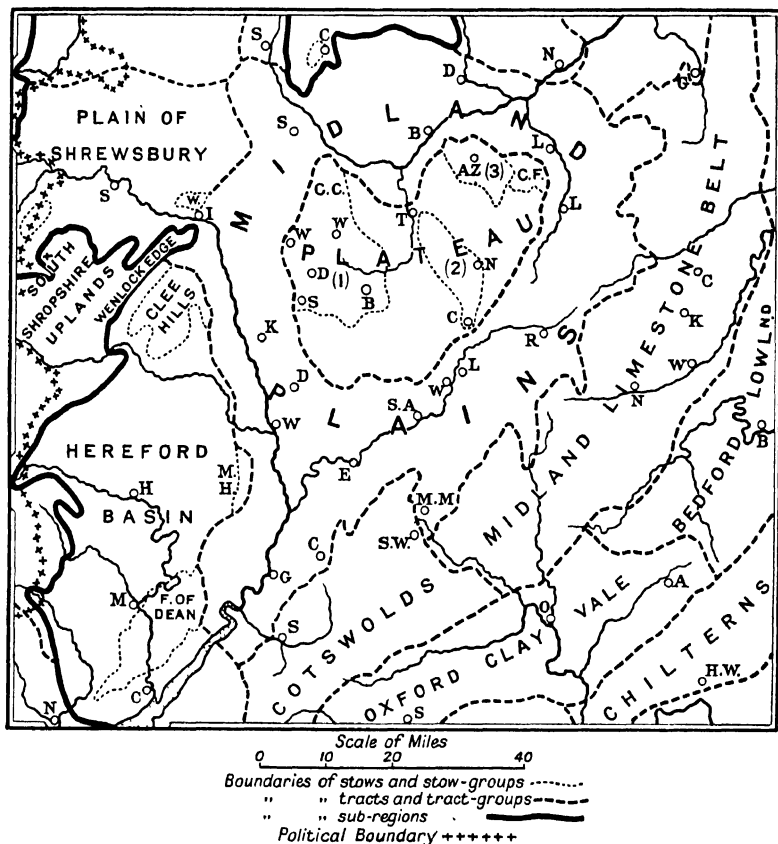 S
C
N
D
G
PLAIN OF
SHREWSBURY
S
B
MIDLAND
L
AZ (3)
C.F.
C.C.
S
W.
I
T
L
W
W
PLATEAU
D (1)
(2)
N
B
S
C
SOUTH
SHROPSHIRE
UPLANDS
WENLOCK EDGE
CLEE
HILLS
K
R
C
K
D
L
W
W
N
S.A
W
PLAINS
E
MIDLAND LIMESTONE BELT
BEDFORD LOWLND
B
HEREFORD
BASIN
H
M.
H.
M.M
S.W.
C
G
M
F. OF
DEAN
S
O
A
COTSWOLDS
OXFORD CLAY VALE
CHILTERNS
H.W.
N
C
S
Scale of Miles
0 20 40
Boundaries of stows and stow-groups
" " tracts and tract-groups
" " sub-regions
Political Boundary ++++++